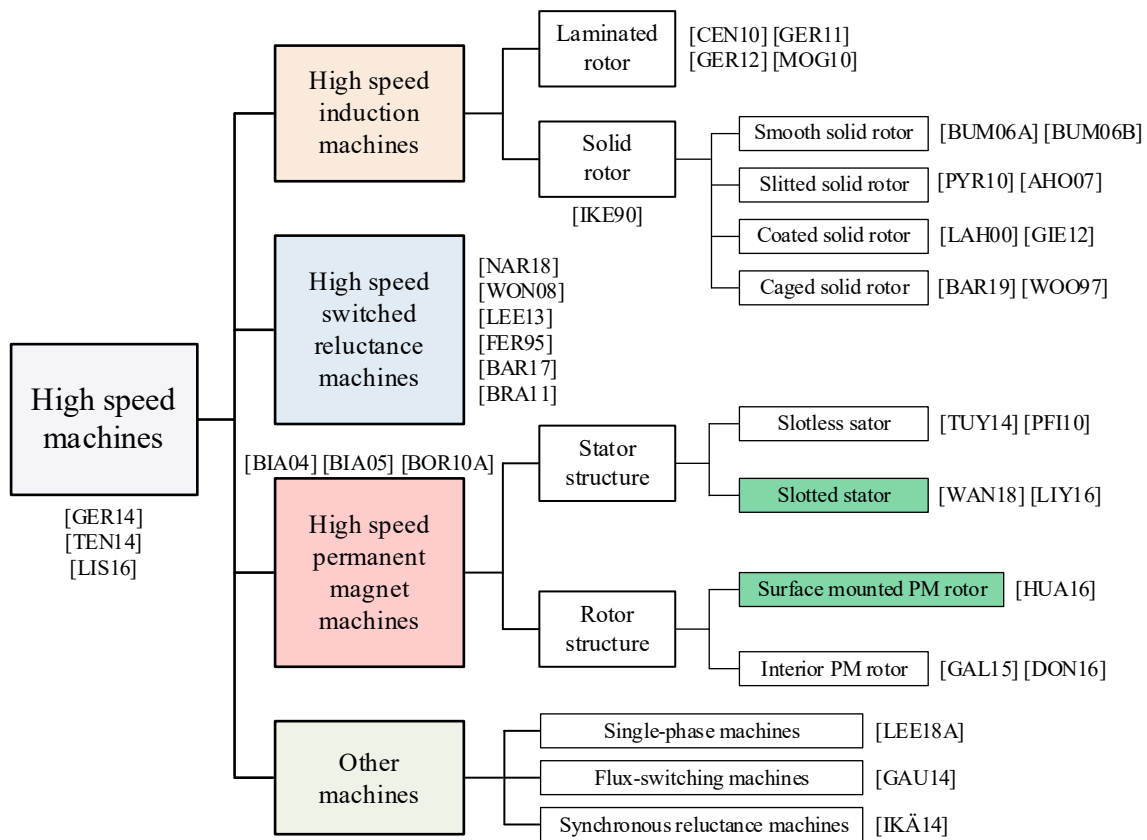 High speed
machines
[GER14]
[TEN14]
[LIS16]
High speed
induction
machines
Laminated
rotor
[CEN10] [GER11]
[GER12] [MOG10]
Solid
rotor
[IKE90]
Smooth solid rotor
[BUM06A] [BUM06B]
Slitted solid rotor
[PYR10] [AHO07]
Coated solid rotor
[LAH00] [GIE12]
Caged solid rotor
[BAR19] [WOO97]
High speed
switched
reluctance
machines
[NAR18]
[WON08]
[LEE13]
[FER95]
[BAR17]
[BRA11]
[BIA04] [BIA05] [BOR10A]
High speed
permanent
magnet
machines
Stator
structure
Slotless sator
[TUY14] [PFI10]
Slotted stator
[WAN18] [LIY16]
Rotor
structure
Surface mounted PM rotor
[HUA16]
Interior PM rotor
[GAL15] [DON16]
Other
machines
Single-phase machines
[LEE18A]
Flux-switching machines
[GAU14]
Synchronous reluctance machines
[IKÄ14]